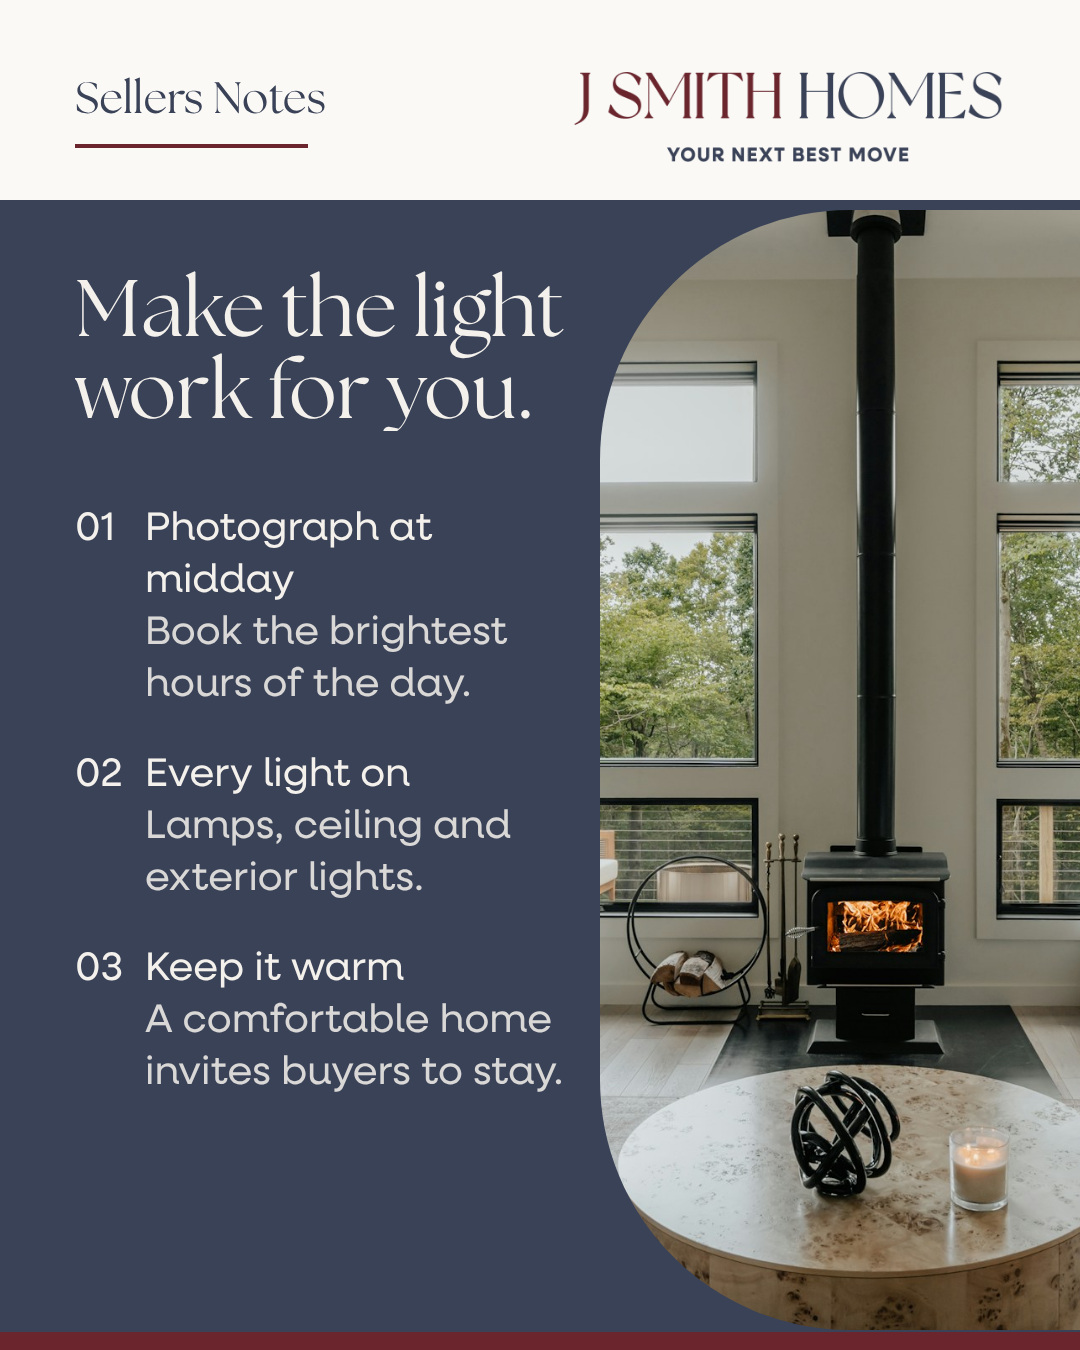 Sellers Notes
J SMITH HOMES
YOUR NEXT BEST MOVE
Make the light
work for you.
01 Photograph at
midday
Book the brightest
hours of the day.
02 Every light on
Lamps, ceiling and
exterior lights.
03 Keep it warm
A comfortable home
invites buyers to stay.